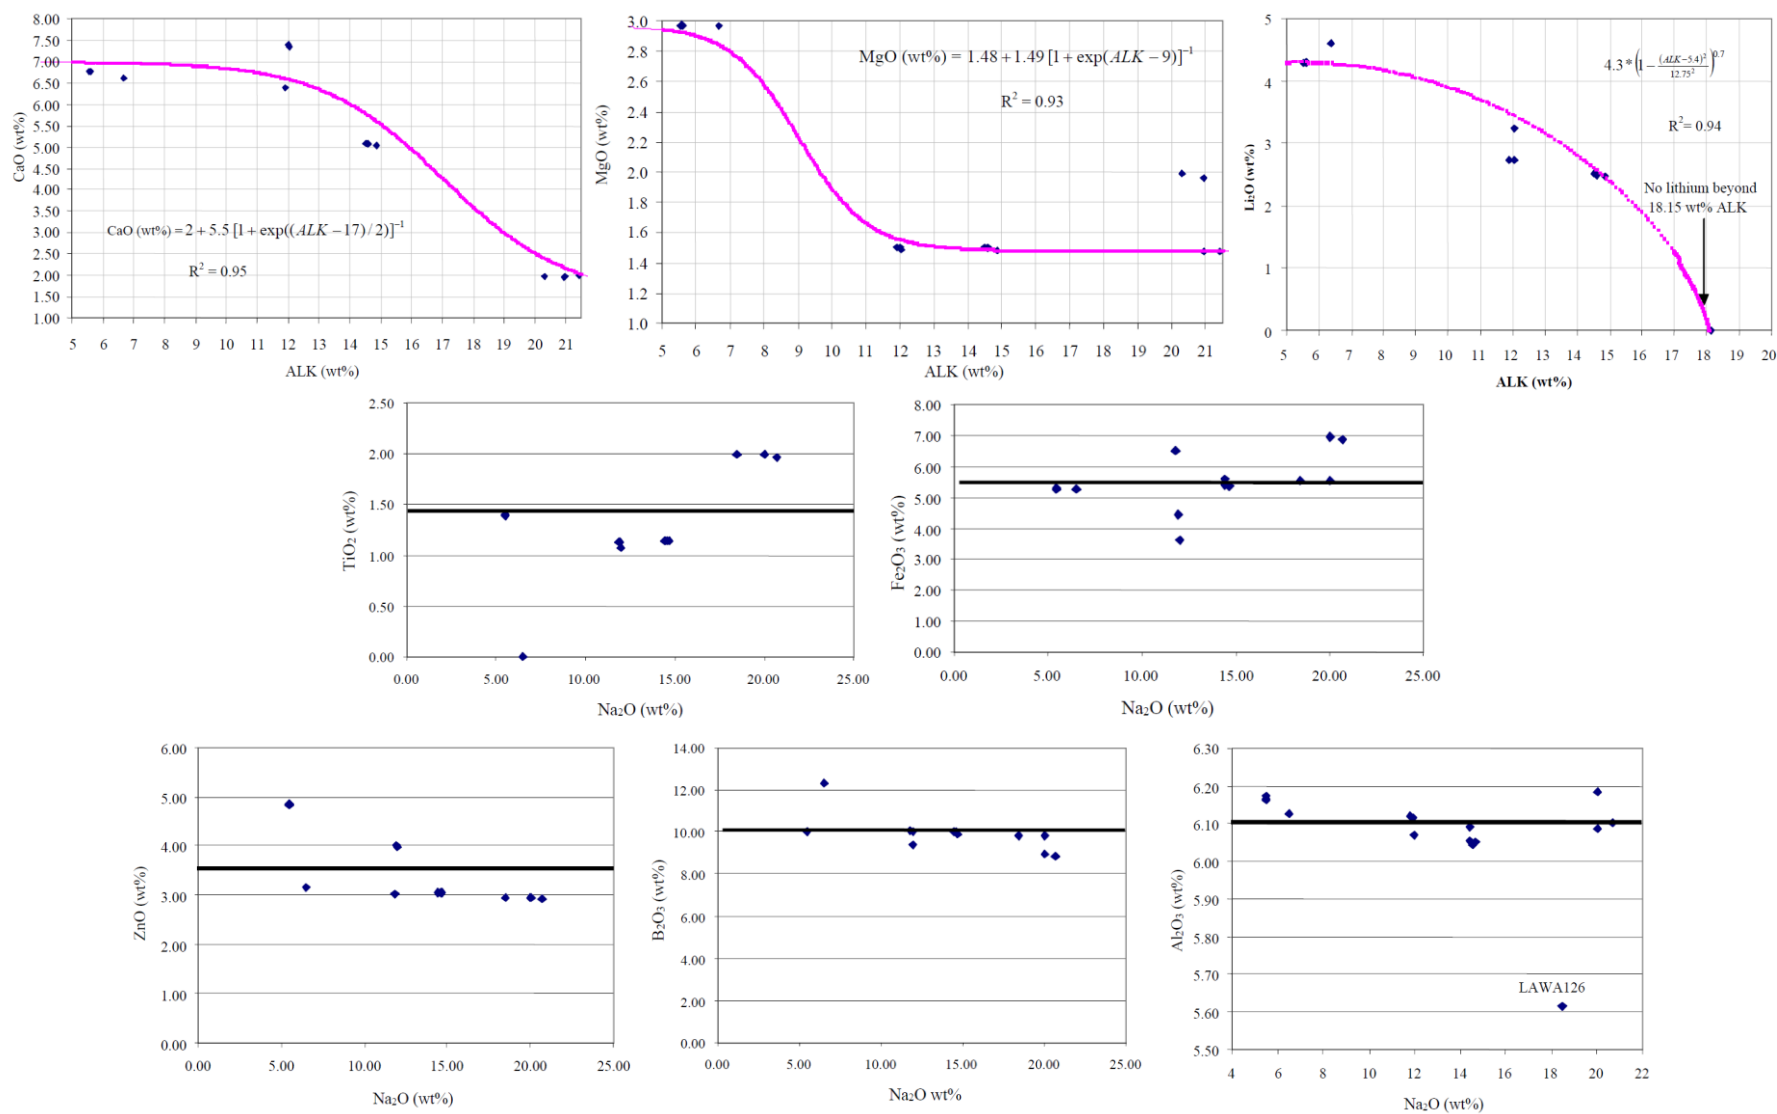 8.00
7.50
7.00
6.50
6.00
5.50
5.00
4.50
4.00
3.50
3.00
2.50
2.00
1.50
1.00
CaO (wt%)
CaO (wt%) = 2 + 5.5 [1 + exp((ALK − 17) / 2)]⁻¹
R² = 0.95
5 6 7 8 9 10 11 12 13 14 15 16 17 18 19 20 21
ALK (wt%)
3.0
2.8
2.6
2.4
2.2
2.0
1.8
1.6
1.4
1.2
1.0
MgO (wt%)
MgO (wt%) = 1.48 + 1.49 [1 + exp(ALK − 9)]⁻¹
R² = 0.93
5 6 7 8 9 10 11 12 13 14 15 16 17 18 19 20 21
ALK (wt%)
5
4
3
2
1
0
Li₂O (wt%)
4.3*(1 − (ALK−5.4)²/12.75²)^0.7
R² = 0.94
No lithium beyond
18.15 wt% ALK
5 6 7 8 9 10 11 12 13 14 15 16 17 18 19 20
ALK (wt%)
2.50
2.00
1.50
1.00
0.50
0.00
TiO₂ (wt%)
0.00 5.00 10.00 15.00 20.00 25.00
Na₂O (wt%)
8.00
7.00
6.00
5.00
4.00
3.00
2.00
1.00
0.00
Fe₂O₃ (wt%)
0.00 5.00 10.00 15.00 20.00 25.00
Na₂O (wt%)
6.00
5.00
4.00
3.00
2.00
1.00
0.00
ZnO (wt%)
0.00 5.00 10.00 15.00 20.00 25.00
Na₂O (wt%)
14.00
12.00
10.00
8.00
6.00
4.00
2.00
0.00
B₂O₃ (wt%)
0.00 5.00 10.00 15.00 20.00 25.00
Na₂O wt%
6.30
6.20
6.10
6.00
5.90
5.80
5.70
5.60
5.50
Al₂O₃ (wt%)
LAWA126
4 6 8 10 12 14 16 18 20 22
Na₂O (wt%)